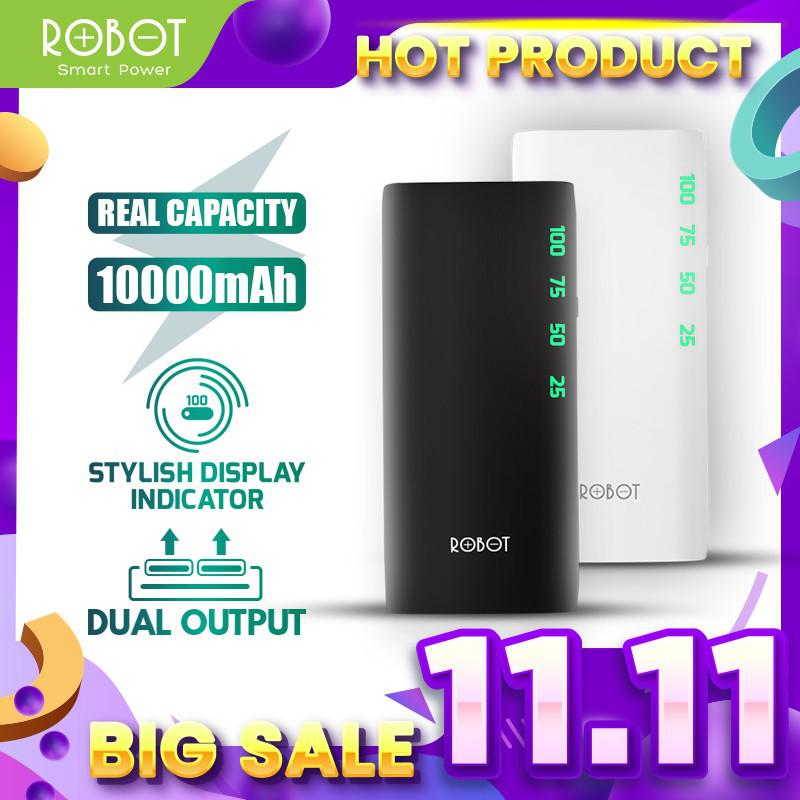 ROBOT
Smart Power
HOT PRODUCT
REAL CAPACITY
10000mAh
100
STYLISH DISPLAY
INDICATOR
DUAL OUTPUT
100
75
50
25
ROBOT
100
75
50
25
ROBOT
BIG SALE
11.11